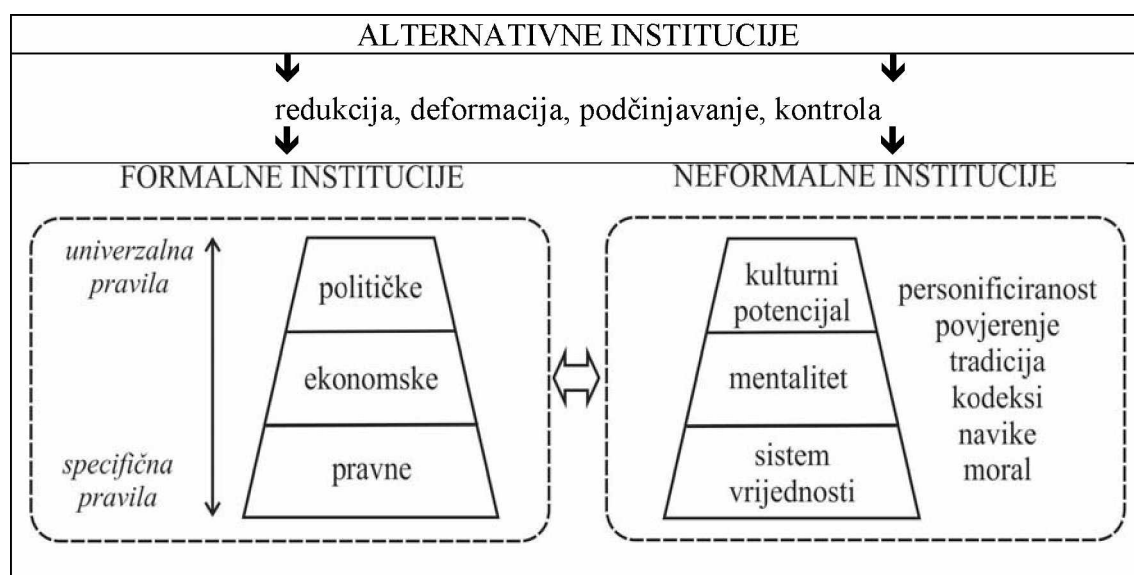 ALTERNATIVNE INSTITUCIJE
redukcija, deformacija, podčinjavanje, kontrola
FORMALNE INSTITUCIJE
univerzalna
pravila
specifična
pravila
političke
ekonomske
pravne
NEFORMALNE INSTITUCIJE
kulturni
potencijal
mentalitet
sistem
vrijednosti
personificiranost
povjerenje
tradicija
kodeksi
navike
moral